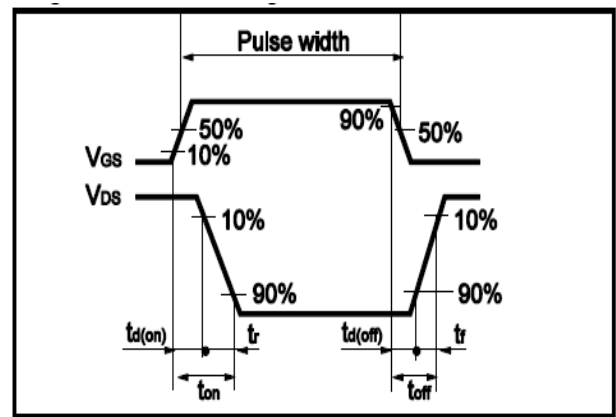 Pulse width
90%
50%
50%
10%
VGS
VDS
10%
10%
90%
90%
td(on)
tr
td(off)
tf
ton
toff